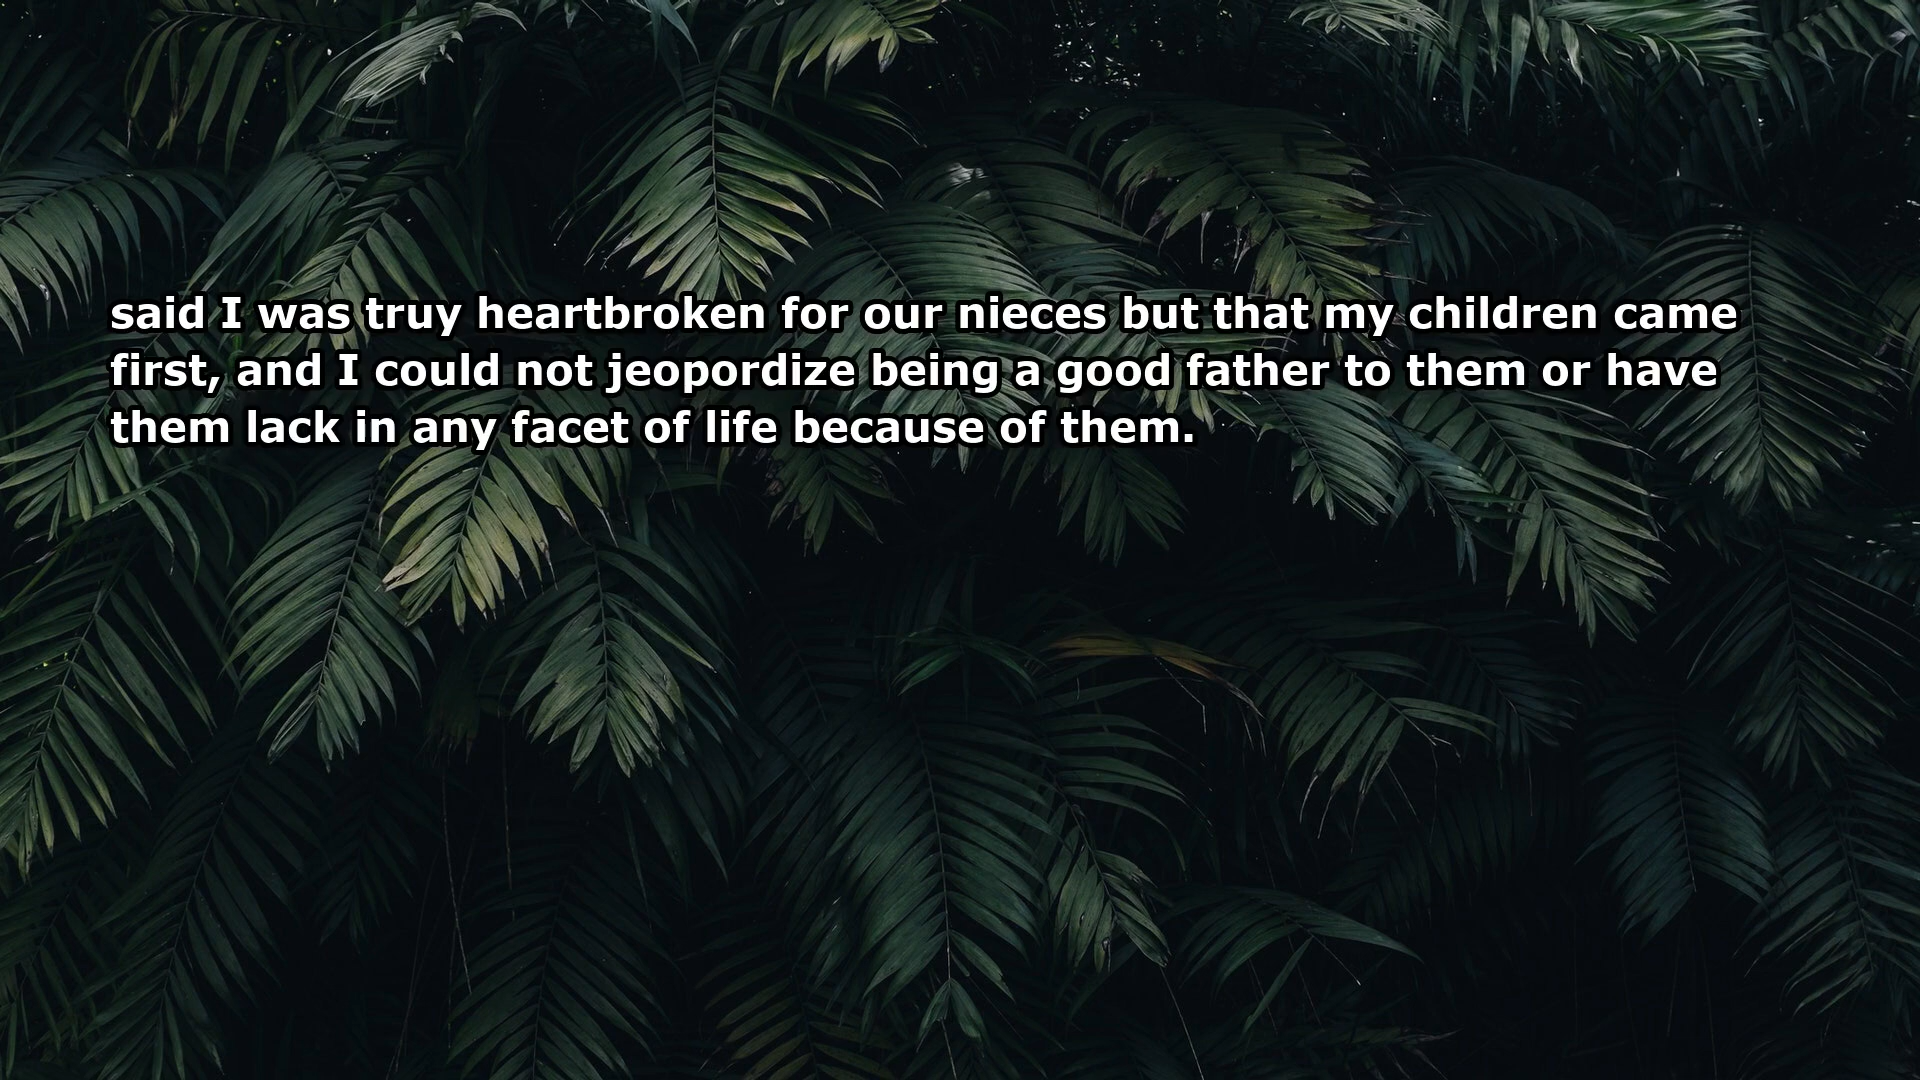 said I was truy heartbroken for our nieces but that my children came
first, and I could not jeopordize being a good father to them or have
them lack in any facet of life because of them.